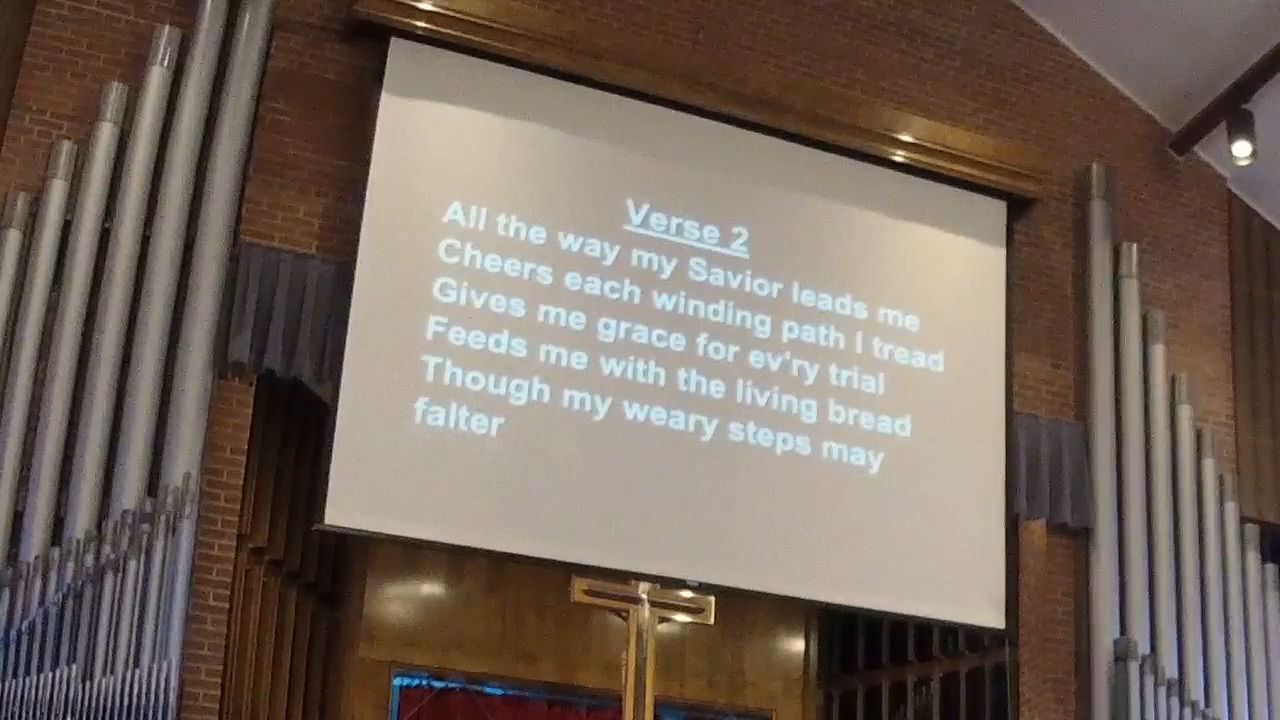 Verse 2
All the way my Savior leads me
Cheers each winding path I tread
Gives me grace for ev'ry trial
Feeds me with the living bread
Though my weary steps may
falter